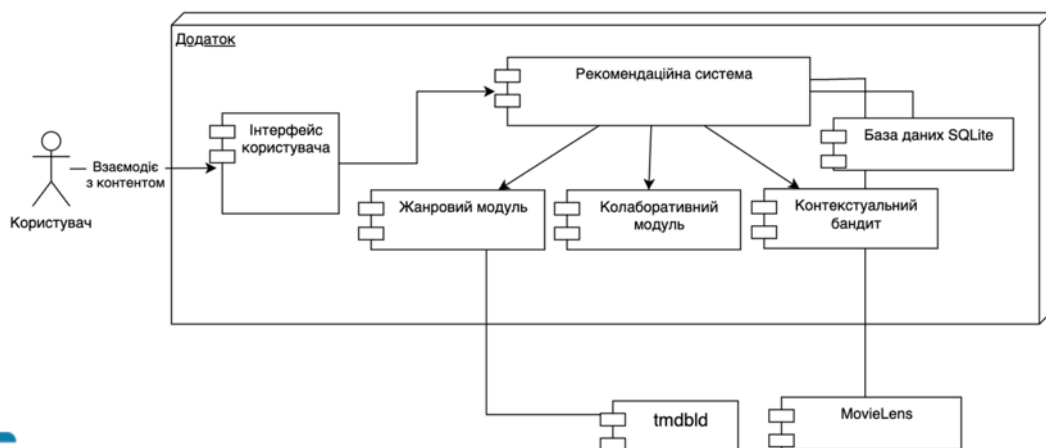 Додаток
Рекомендаційна система
Інтерфейс
користувача
База даних SQLite
Взаємодіє
з контентом
Користувач
Жанровий модуль
Колаборативний
модуль
Контекстуальний
бандит
tmdbId
MovieLens